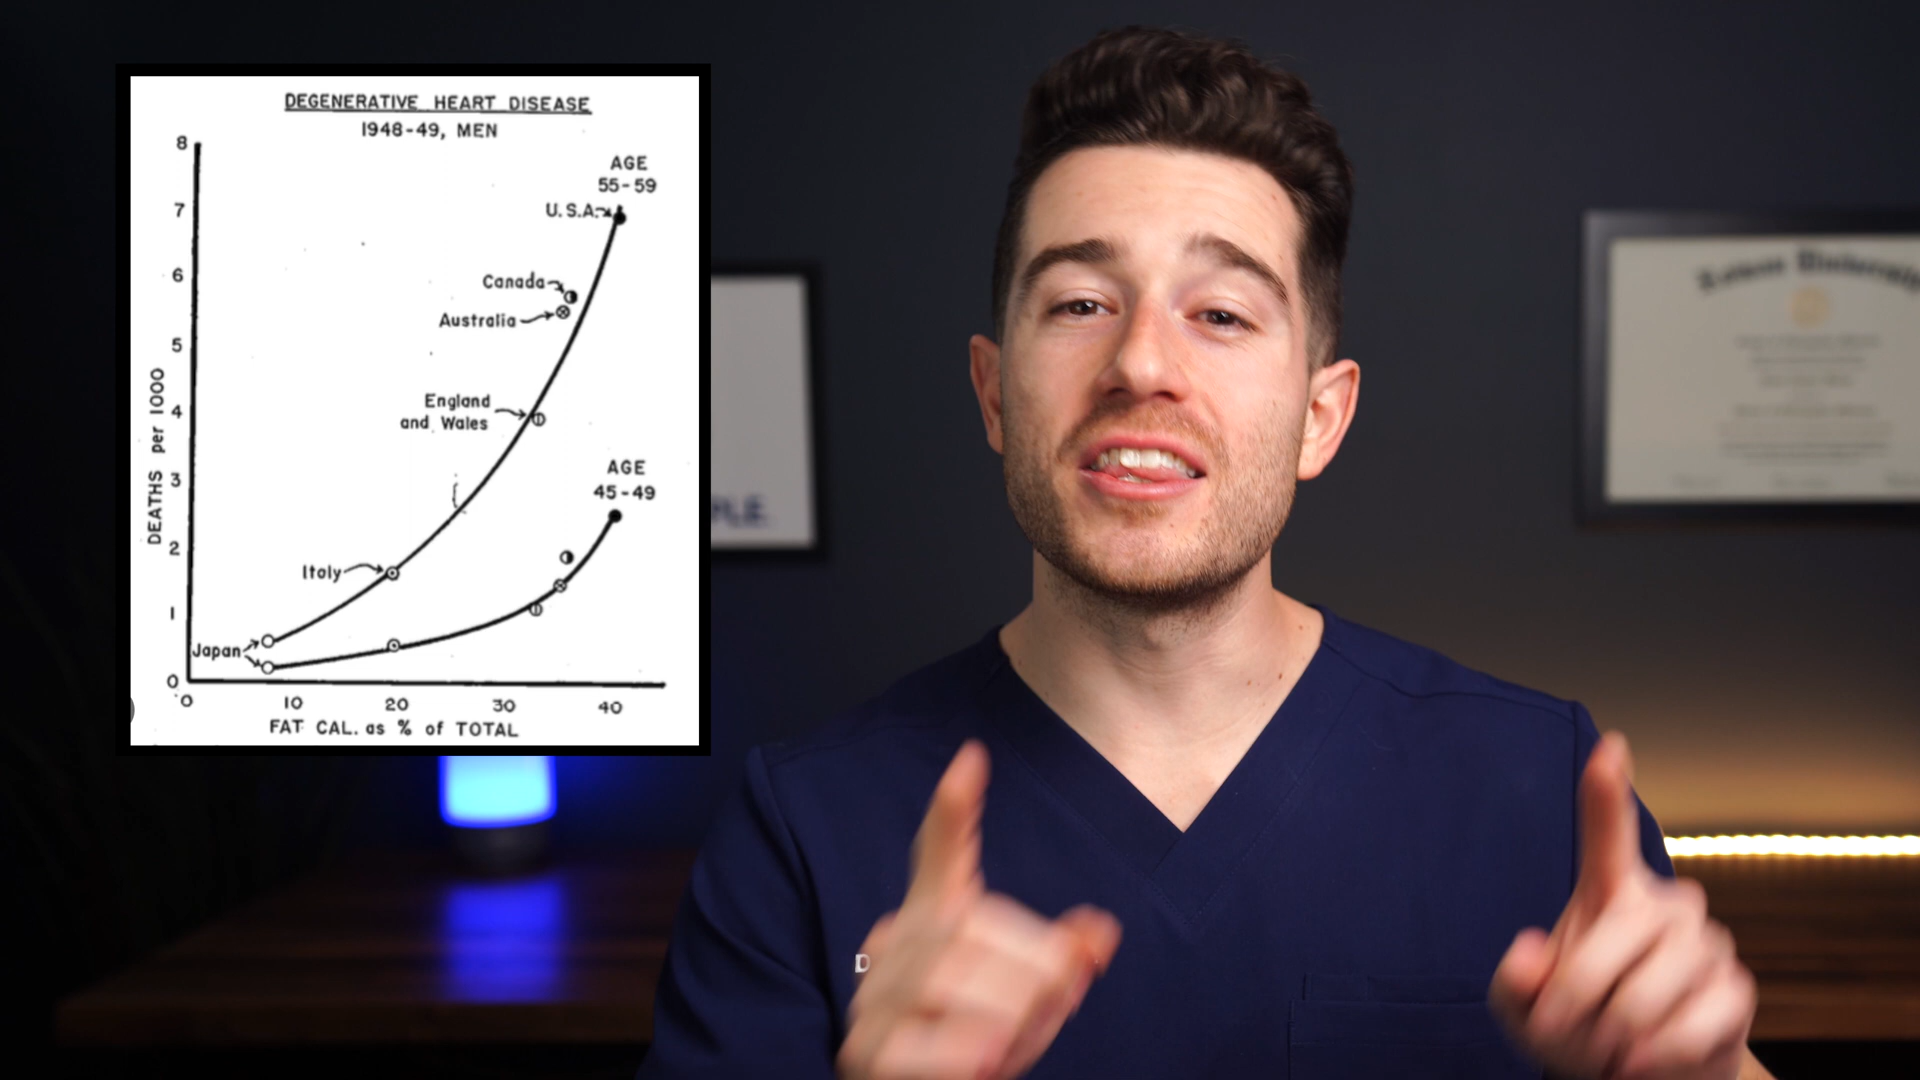 DEGENERATIVE HEART DISEASE
1948-49, MEN
8
AGE
55-59
7
U.S.A.
6
Canada
Australia
5
England
and Wales
4
AGE
45-49
3
2
Italy
1
Japan
0
0 10 20 30 40
DEATHS per 1000
FAT CAL. as % of TOTAL
PLE.
D